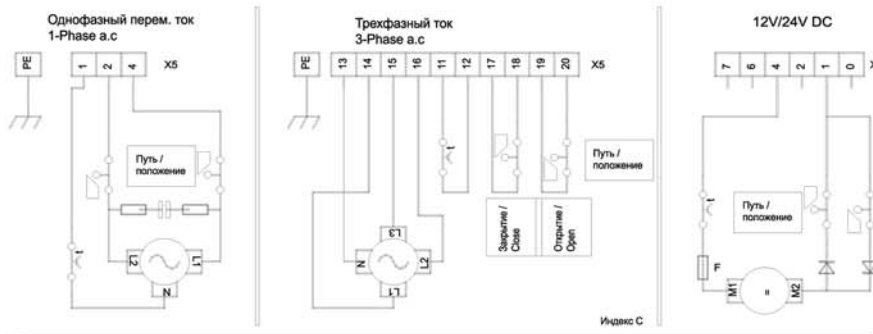 Однофазный перем. ток
1-Phase a.c
PE
1
2
4
X5
Путь /
положение
t
L2
L1
N
Трехфазный ток
3-Phase a.c
PE
13
14
15
16
11
12
17
18
19
20
X5
t
Путь /
положение
Закрытие /
Close
Открытие /
Open
L3
N
L2
L1
Индекс C
12V/24V DC
7
6
4
2
1
0
X
t
Путь /
положение
F
M1
M2